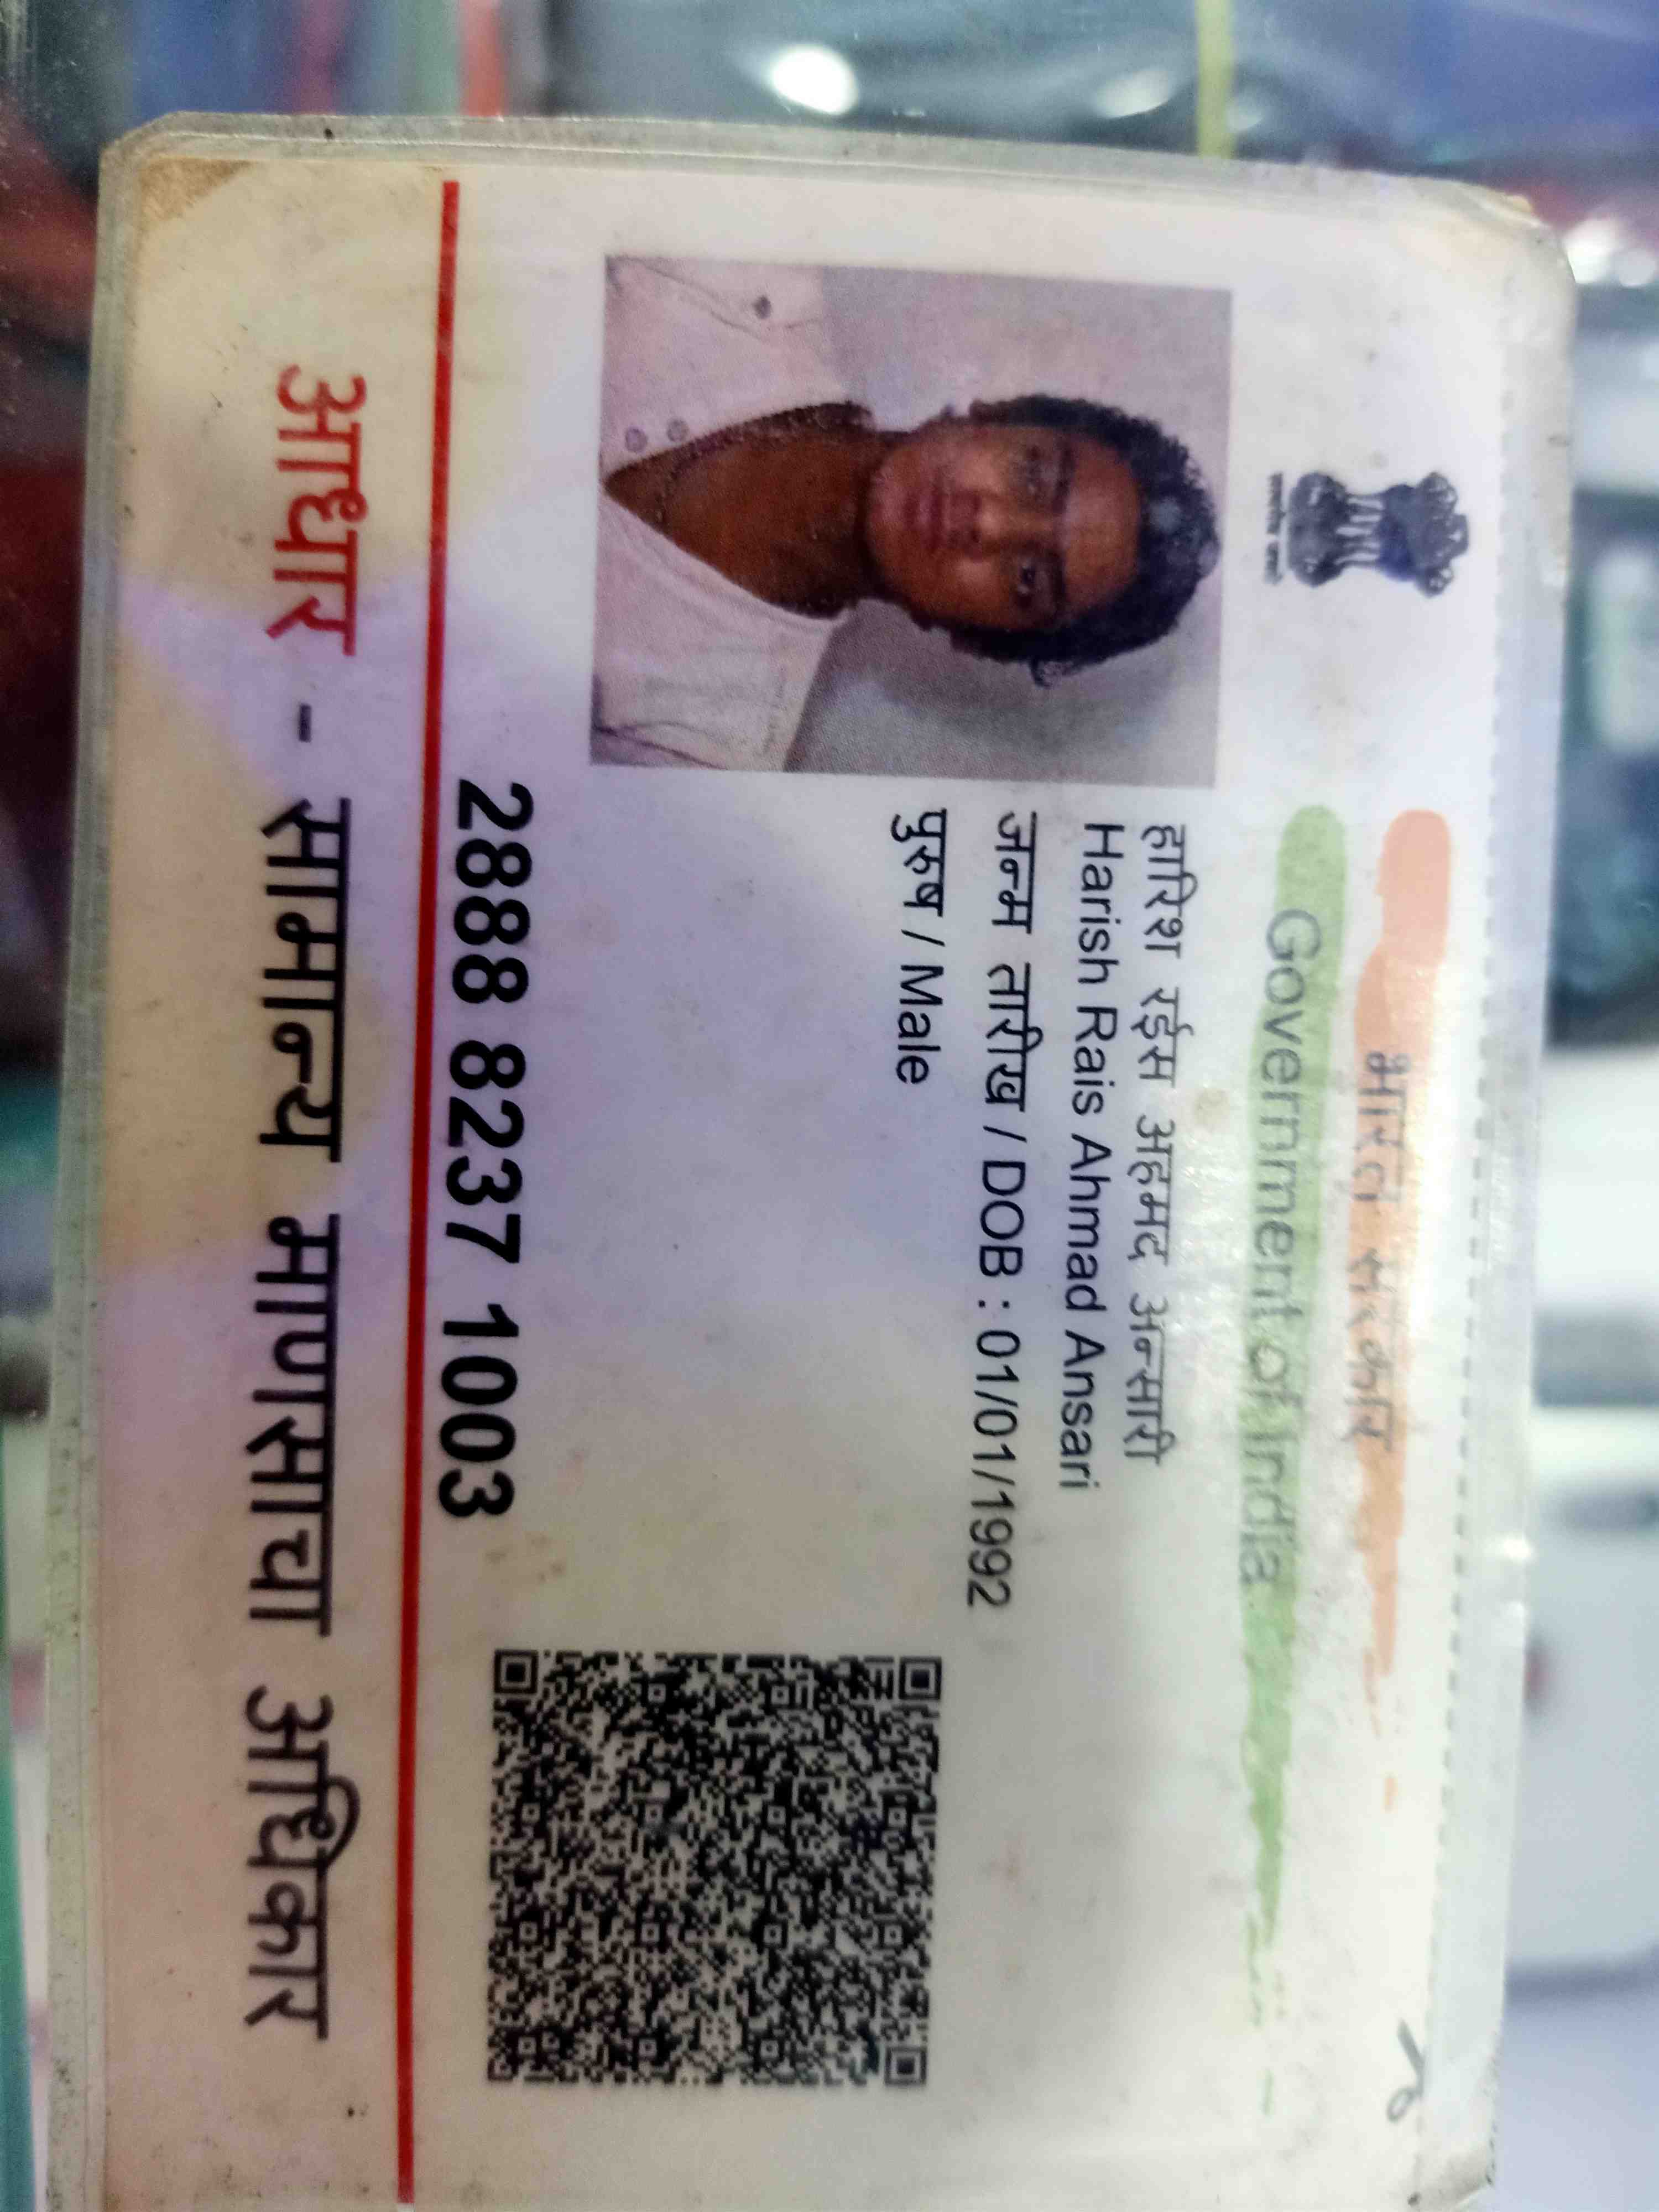 भारत सरकार
Government of India
हारिश रईस अहमद अन्सारी
Harish Rais Ahmad Ansari
जन्म तारीख / DOB : 01/01/1992
पुरुष / Male
2888 8237 1003
आधार - सामान्य माणसाचा अधिकार